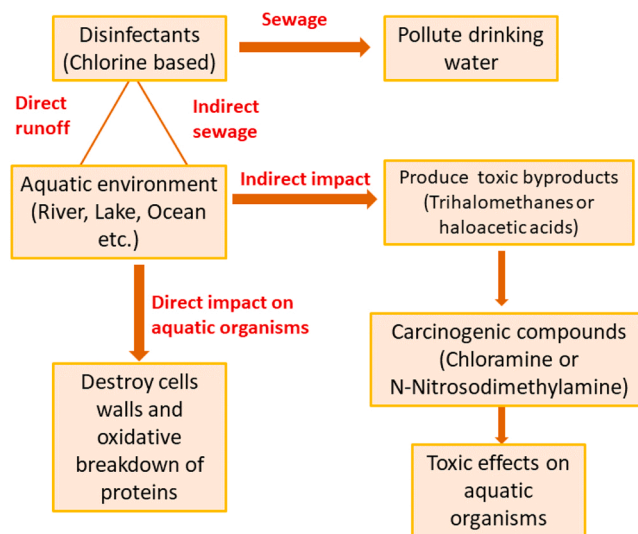 Disinfectants
(Chlorine based)
Sewage
Pollute drinking
water
Direct
runoff
Indirect
sewage
Aquatic environment
(River, Lake, Ocean
etc.)
Indirect impact
Produce toxic byproducts
(Trihalomethanes or
haloacetic acids)
Direct impact on
aquatic organisms
Carcinogenic compounds
(Chloramine or
N-Nitrosodimethylamine)
Destroy cells
walls and
oxidative
breakdown of
proteins
Toxic effects on
aquatic
organisms